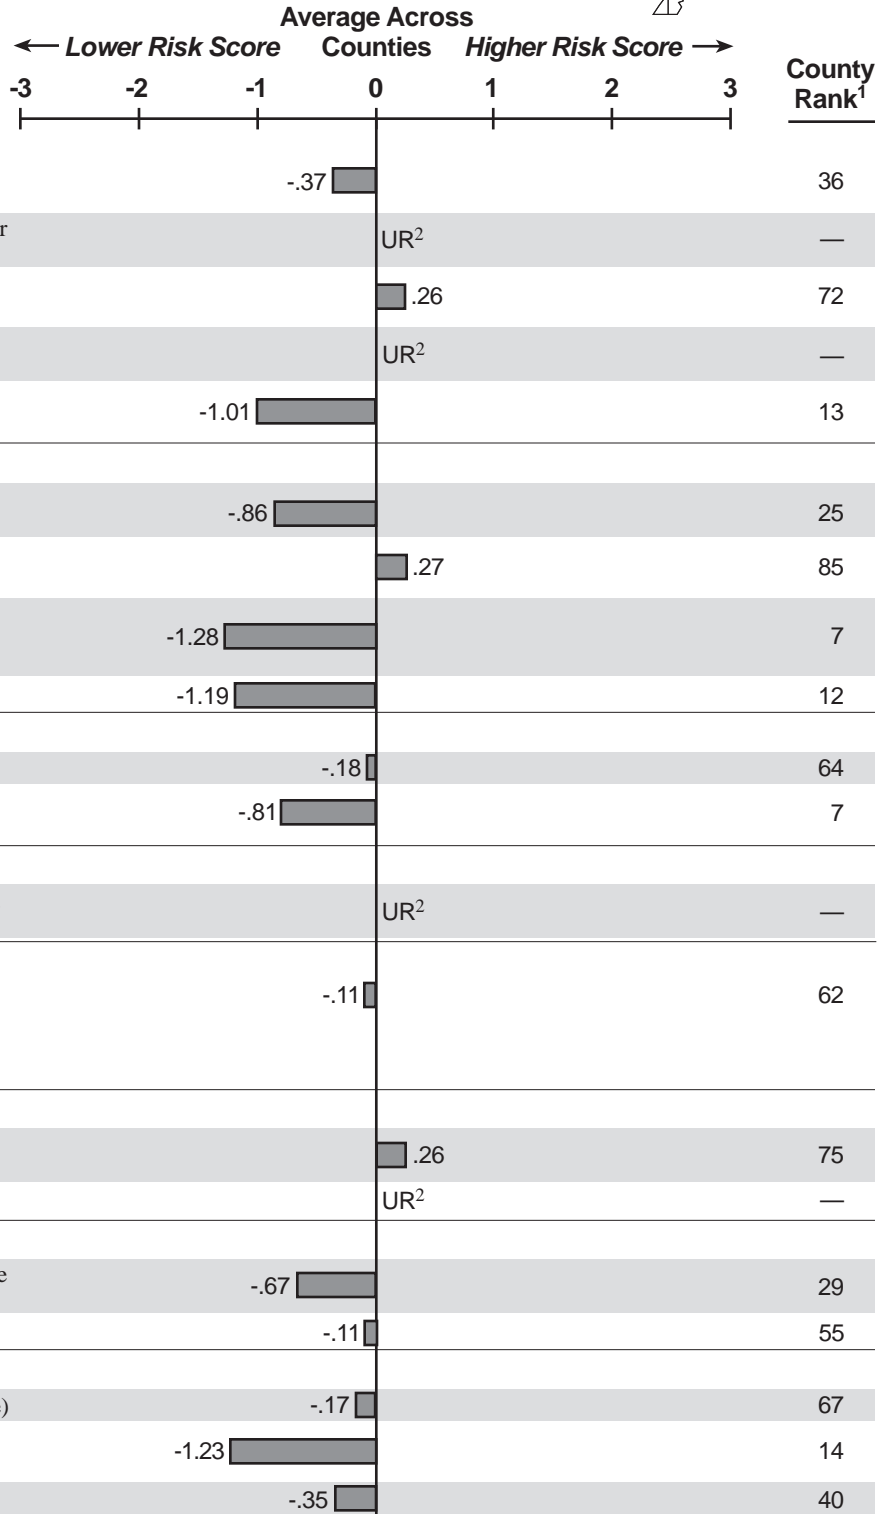 Average Across
← Lower Risk Score Counties Higher Risk Score →
County
Rank¹
-3 -2 -1 0 1 2 3
-.37 36
r UR² —
.26 72
UR² —
-1.01 13
-.86 25
.27 85
-1.28 7
-1.19 12
-.18 64
-.81 7
UR² —
-.11 62
.26 75
UR² —
e -.67 29
-.11 55
) -.17 67
-1.23 14
-.35 40